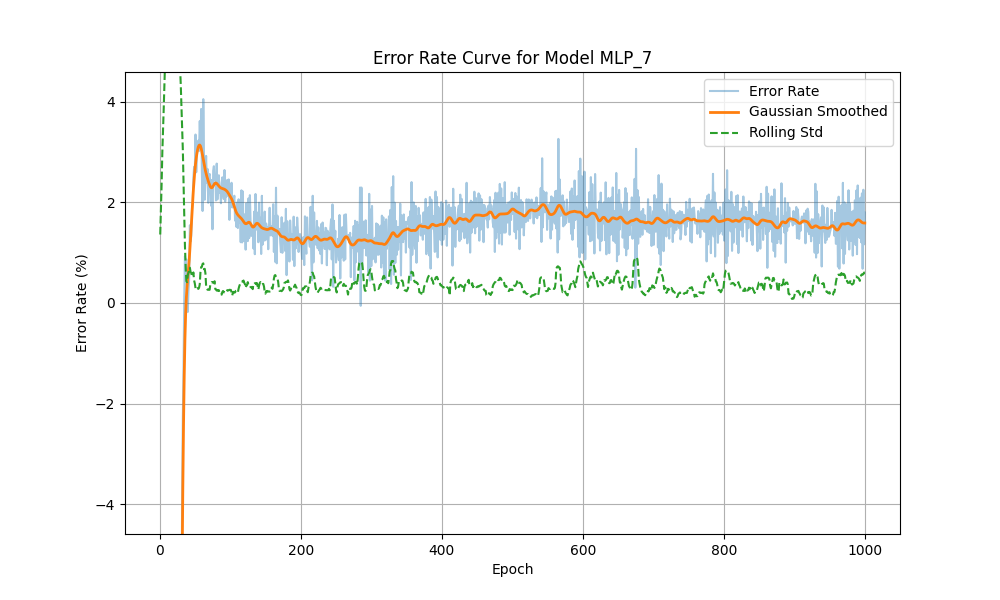 Error Rate Curve for Model MLP_7
Error Rate
Gaussian Smoothed
Rolling Std
4
2
0
−2
−4
Error Rate (%)
0 200 400 600 800 1000
Epoch